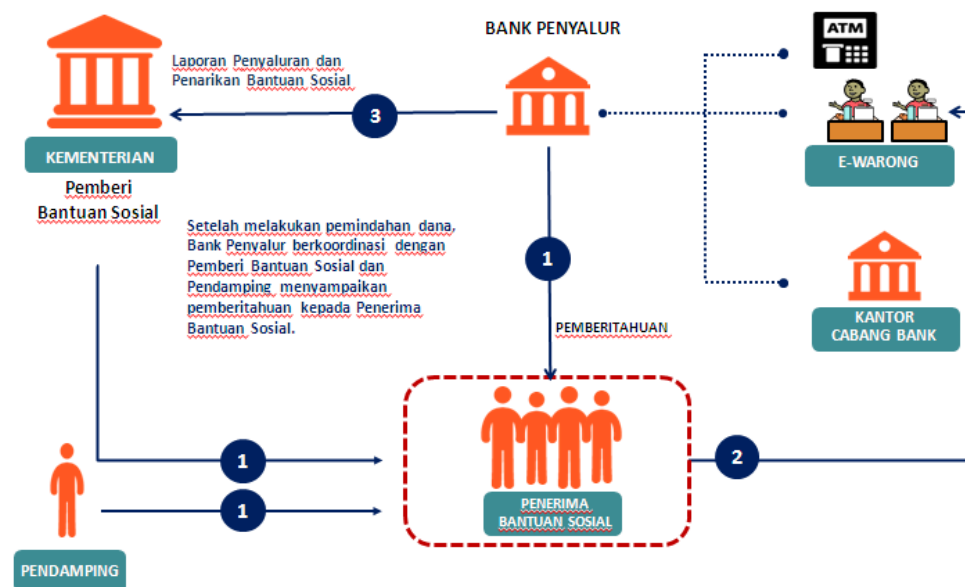 BANK PENYALUR
ATM
Laporan Penyaluran dan
Penarikan Bantuan Sosial
3
KEMENTERIAN
Pemberi
Bantuan Sosial
E-WARONG
Setelah melakukan pemindahan dana,
Bank Penyalur berkoordinasi dengan
Pemberi Bantuan Sosial dan
Pendamping menyampaikan
pemberitahuan kepada Penerima
Bantuan Sosial.
1
PEMBERITAHUAN
KANTOR
CABANG BANK
1
1
2
PENERIMA
BANTUAN SOSIAL
PENDAMPING